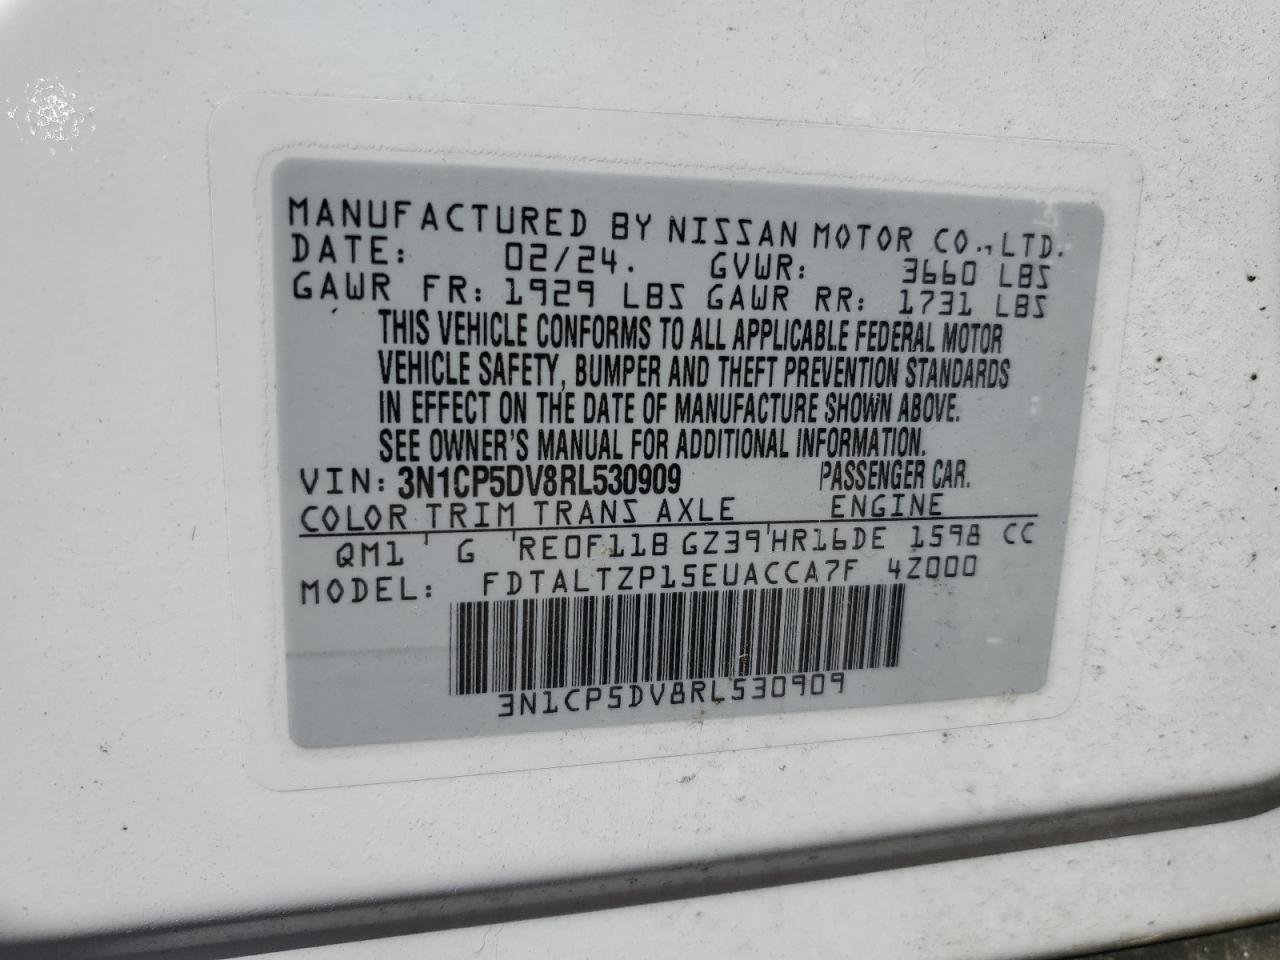 MANUFACTURED BY NISSAN MOTOR CO.,LTD.
DATE: 02/24. GVWR: 3660 LBS
GAWR FR: 1929 LBS GAWR RR: 1731 LBS
THIS VEHICLE CONFORMS TO ALL APPLICABLE FEDERAL MOTOR
VEHICLE SAFETY, BUMPER AND THEFT PREVENTION STANDARDS
IN EFFECT ON THE DATE OF MANUFACTURE SHOWN ABOVE.
SEE OWNER'S MANUAL FOR ADDITIONAL INFORMATION.
VIN: 3N1CP5DV8RL530909 PASSENGER CAR.
COLOR TRIM TRANS AXLE ENGINE
QM1 ' G 'RE0F11B GZ39'HR16DE 1598 CC
MODEL: FDTALTZP15EUACCA7F 4Z000
3N1CP5DV8RL530909